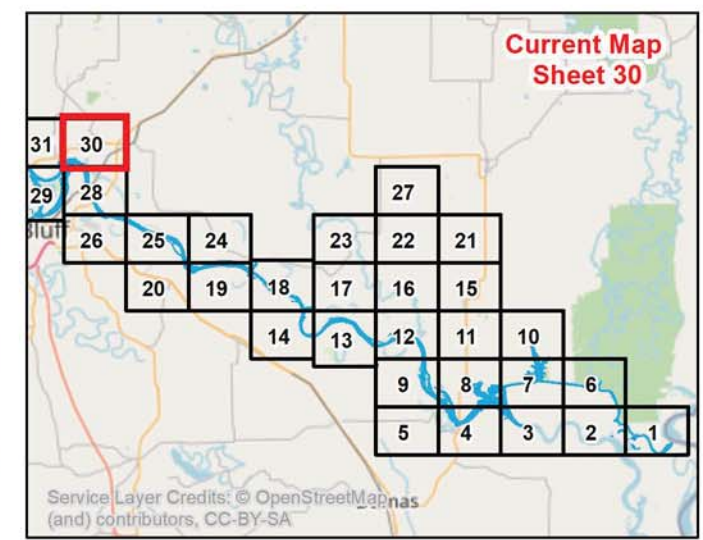 Current Map
Sheet 30
31 30
29 28 27
Bluff
26 25 24 23 22 21
20 19 18 17 16 15
14 13 12 11 10
9 8 7 6
5 4 3 2 1
Service Layer Credits: © OpenStreetMap
(and) contributors, CC-BY-SA